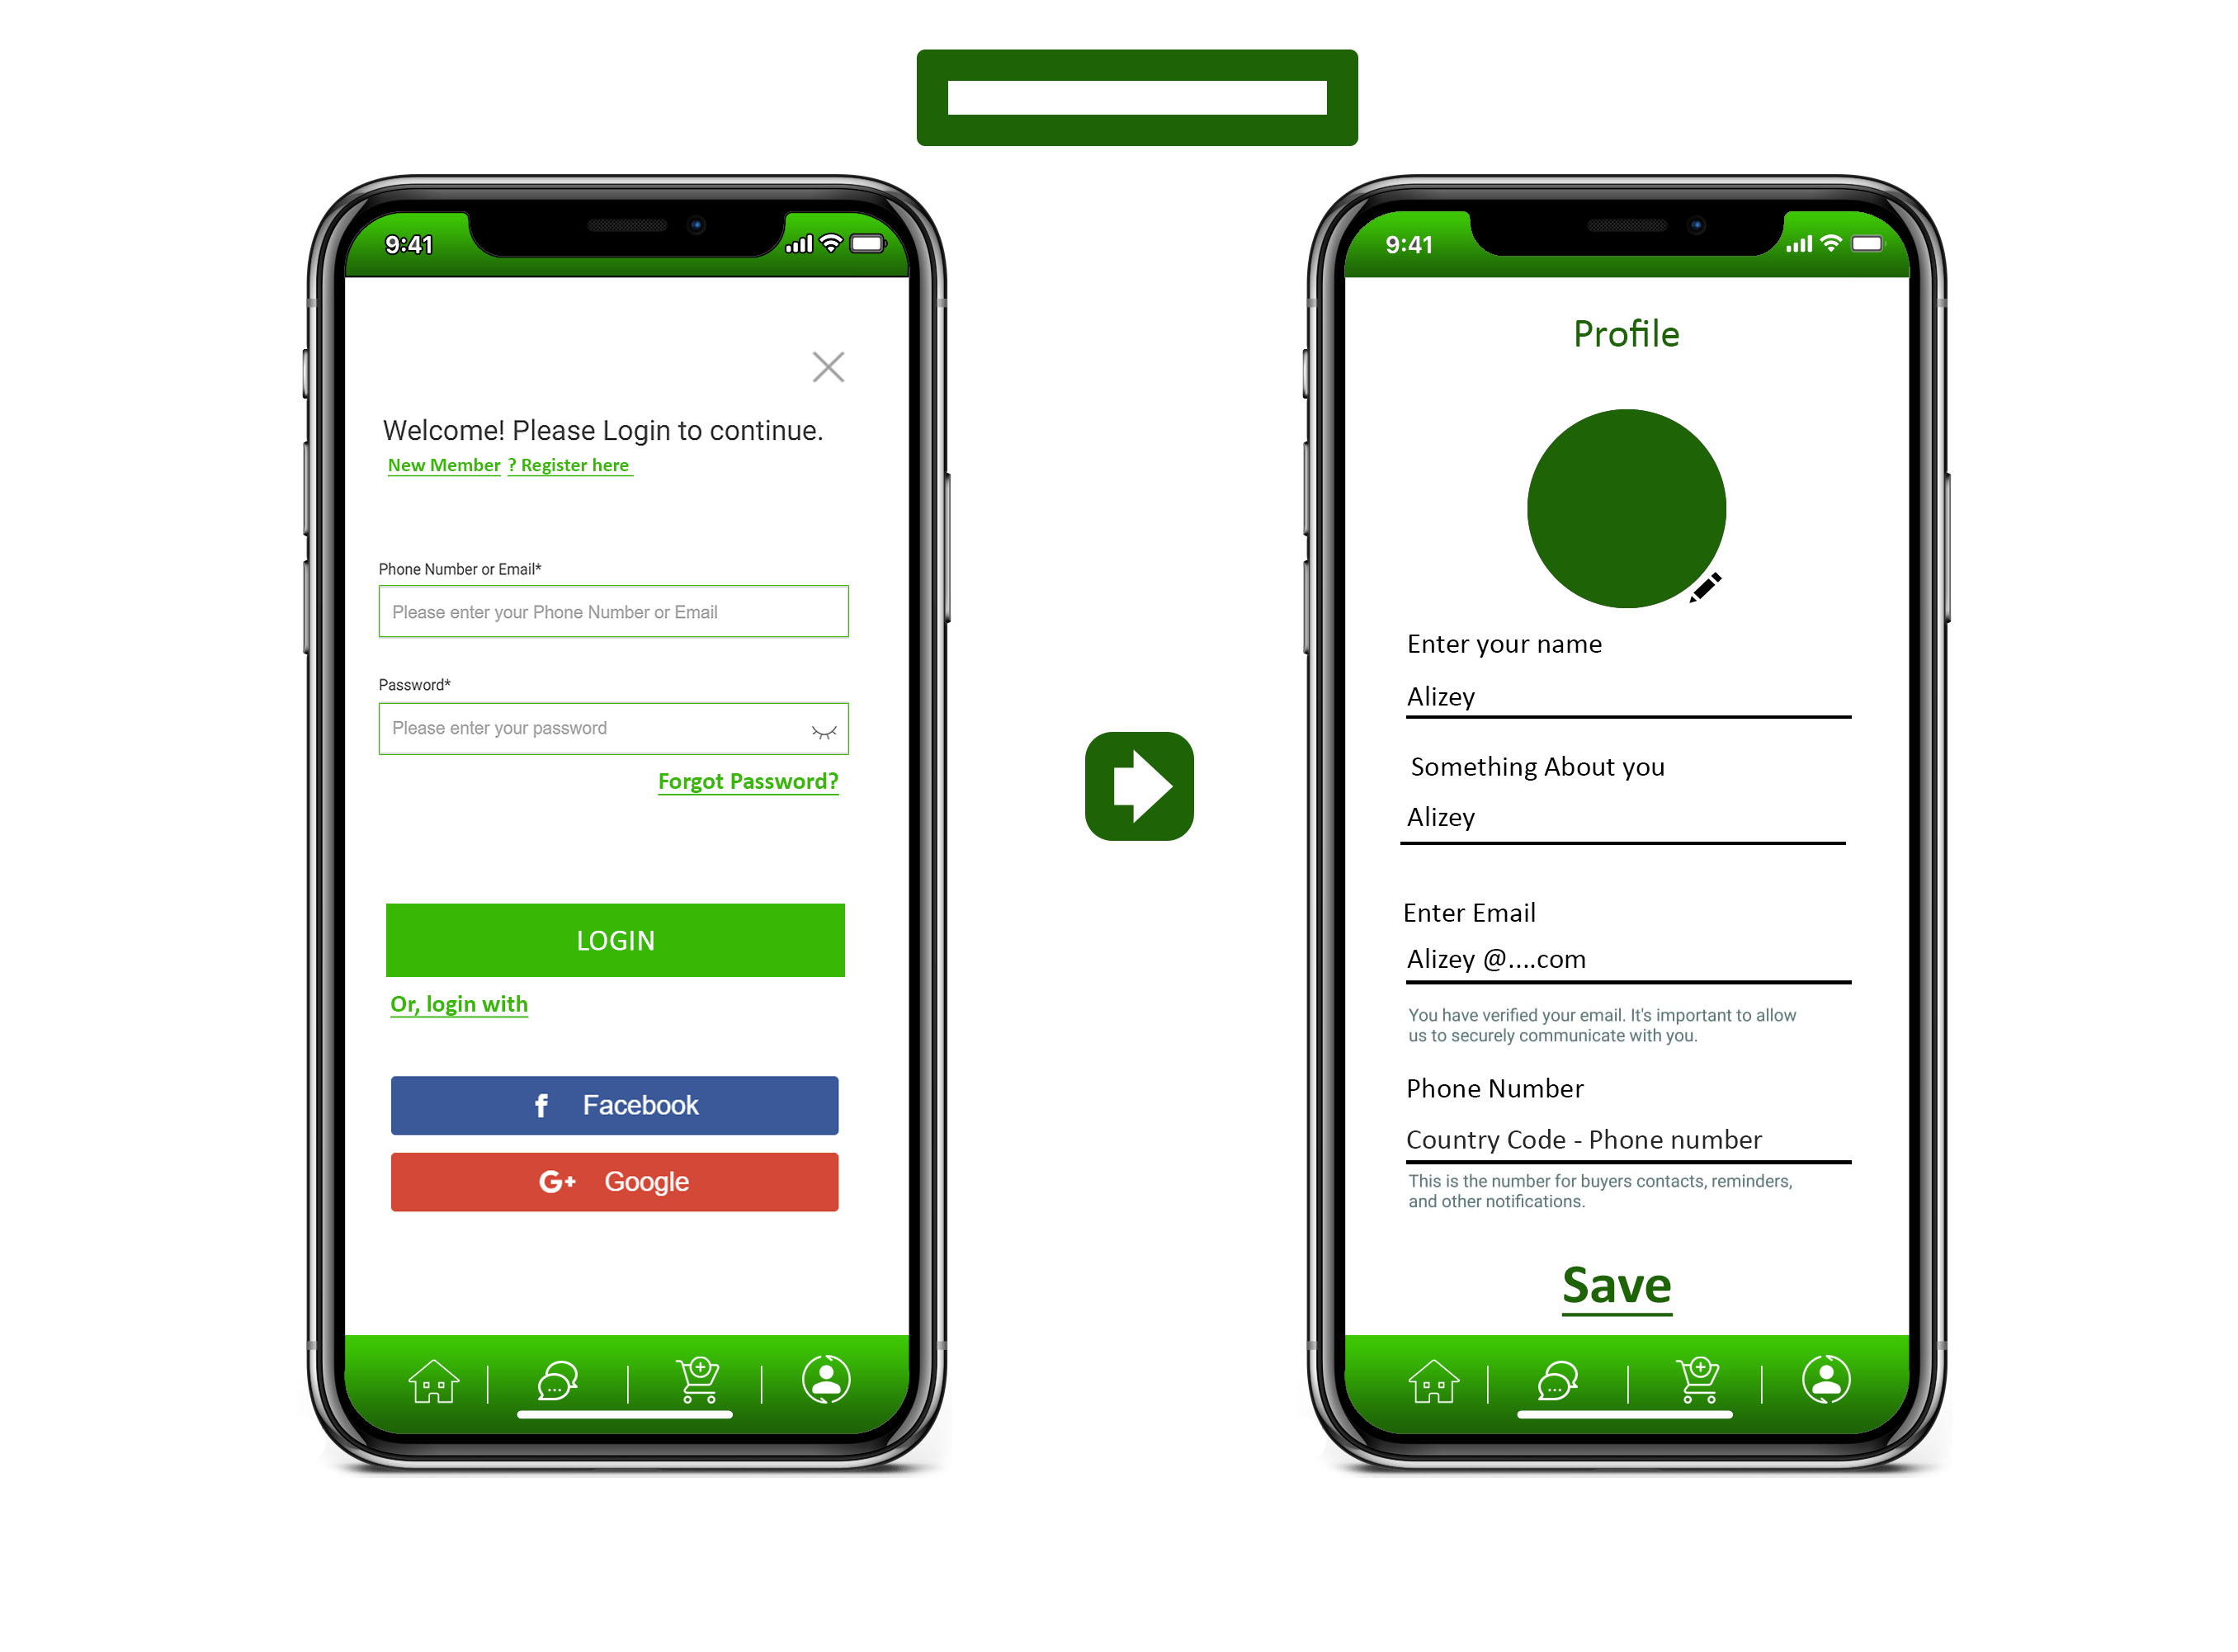 9:41
Welcome! Please Login to continue.
New Member ? Register here
Phone Number or Email*
Please enter your Phone Number or Email
Password*
Please enter your password
Forgot Password?
LOGIN
Or, login with
f Facebook
G+ Google
9:41
Profile
Enter your name
Alizey
Something About you
Alizey
Enter Email
Alizey @....com
You have verified your email. It's important to allow
us to securely communicate with you.
Phone Number
Country Code - Phone number
This is the number for buyers contacts, reminders,
and other notifications.
Save